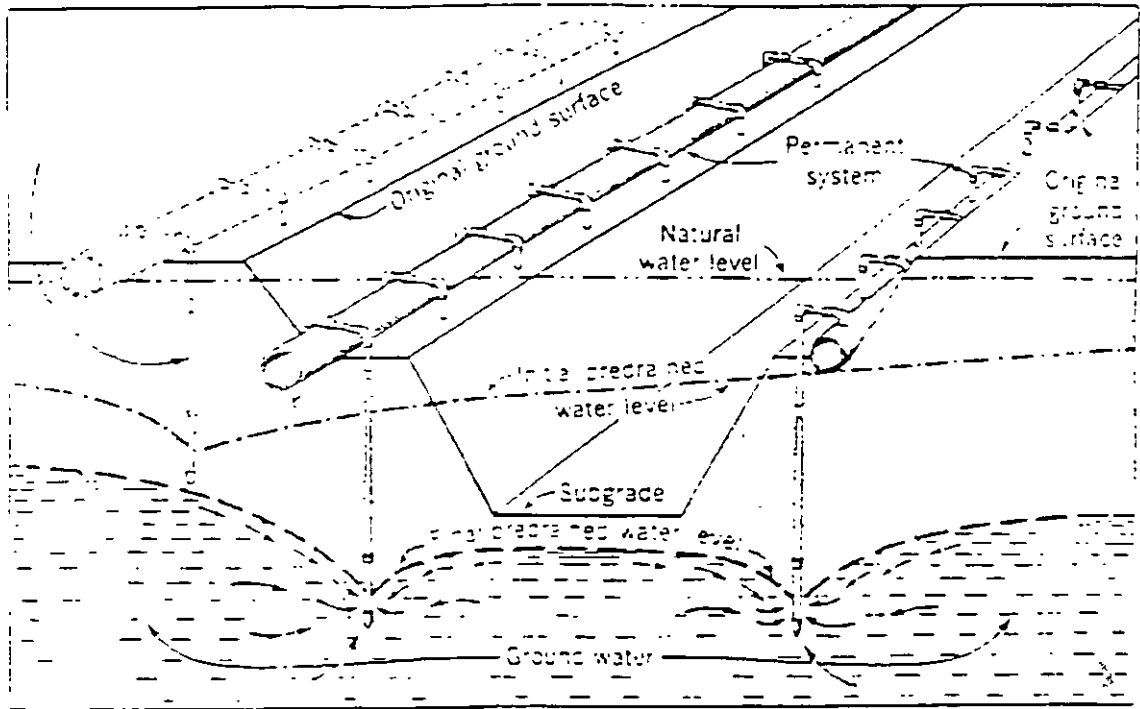 Original ground surface
Permanent
system
Original
ground
surface
Natural
water level
Initial predrained
water level
Subgrade
Final predrained water level
Ground water